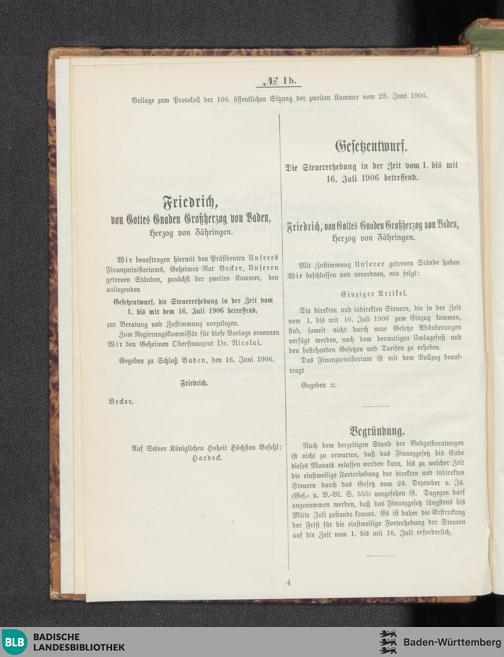 № 1b.
Beilage zum Protokoll der 106. öffentlichen Sitzung der zweiten Kammer vom 23. Juni 1906.
Friedrich,
von Gottes Gnaden Großherzog von Baden,
Herzog von Zähringen.
Wir beauftragen hiermit den Präsidenten Unseres
Finanzministeriums, Geheimen Rat Becker, Unseren
getreuen Ständen, zunächst der zweiten Kammer, den
anliegenden
Gesetzentwurf, die Steuererhebung in der Zeit vom
1. bis mit dem 16. Juli 1906 betreffend,
zur Beratung und Zustimmung vorzulegen.
Zum Regierungskommissär für diese Vorlage ernennen
Wir den Geheimen Oberfinanzrat Dr. Nicolai.
Gegeben zu Schloß Baden, den 16. Juni 1906.
Friedrich.
Becker.
Auf Seiner Königlichen Hoheit Höchsten Befehl:
Hardeck.
Gesetzentwurf.
Die Steuererhebung in der Zeit vom 1. bis mit
16. Juli 1906 betreffend.
Friedrich, von Gottes Gnaden Großherzog von Baden,
Herzog von Zähringen.
Mit Zustimmung Unserer getreuen Stände haben
Wir beschlossen und verordnen, wie folgt:
Einziger Artikel.
Die direkten und indirekten Steuern, die in der Zeit
vom 1. bis mit 16. Juli 1906 zum Einzug kommen,
sind, soweit nicht durch neue Gesetze Abänderungen
verfügt werden, nach dem dermaligen Umlagefuß und
den bestehenden Gesetzen und Tarifen zu erheben.
Das Finanzministerium ist mit dem Vollzug beauf-
tragt
Gegeben ꝛc.
Begründung.
Nach dem derzeitigen Stand der Budgetberatungen
ist nicht zu erwarten, daß das Finanzgesetz bis Ende
dieses Monats erlassen werden kann, bis zu welcher Zeit
die einstweilige Forterhebung der direkten und indirekten
Steuern durch das Gesetz vom 24. Dezember v. Js.
(Ges.- u. V.-Bl. S. 555) vorgesehen ist. Dagegen darf
angenommen werden, daß das Finanzgesetz längstens bis
Mitte Juli zustande kommt. Es ist daher die Erstreckung
der Frist für die einstweilige Forterhebung der Steuern
auf die Zeit vom 1. bis mit 16. Juli erforderlich.
4
BLB
BADISCHE
LANDESBIBLIOTHEK
Baden-Württemberg